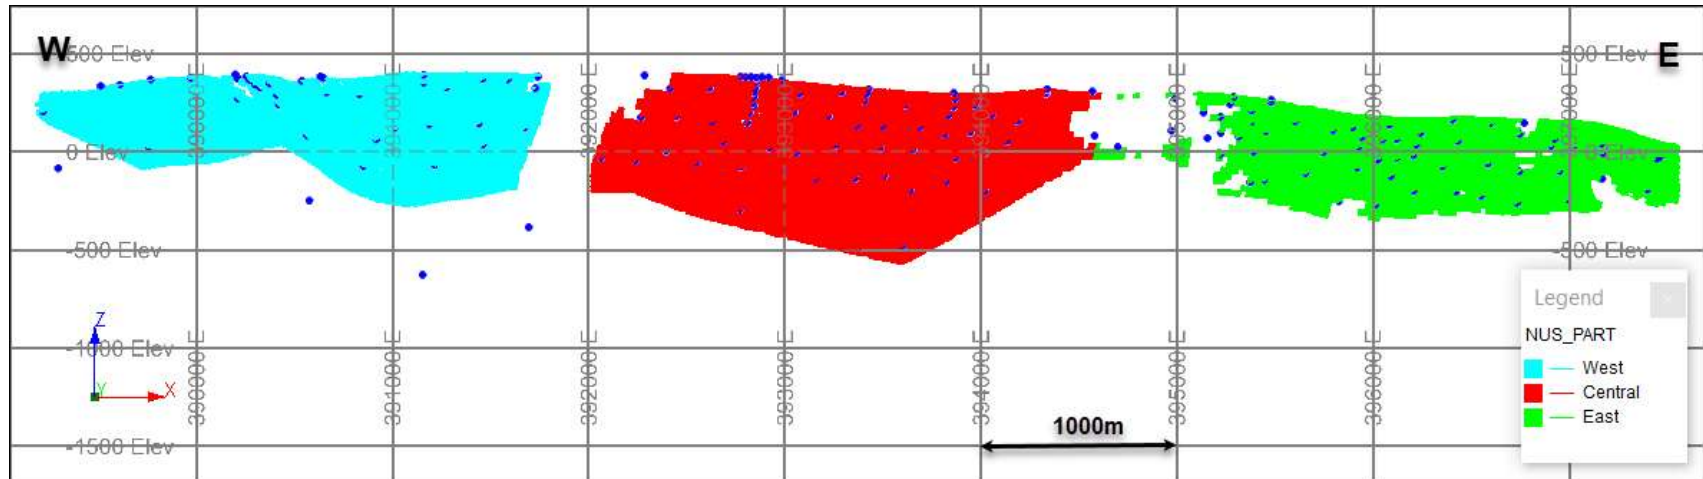 W
E
500 Elev
500 Elev
0 Elev
0 Elev
-500 Elev
-500 Elev
-1000 Elev
-1500 Elev
390000 E
391000 E
392000 E
393000 E
394000 E
395000 E
396000 E
397000 E
Z
Y
X
1000m
Legend
NUS_PART
West
Central
East